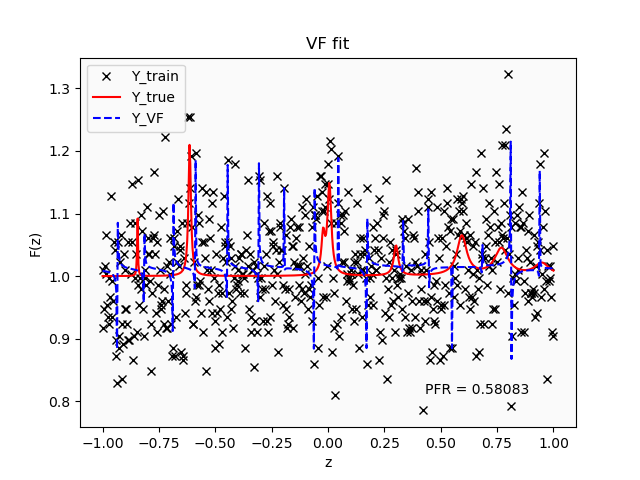 VF fit
Y_train
Y_true
Y_VF
F(z)
1.3
1.2
1.1
1.0
0.9
0.8
PFR = 0.58083
−1.00 −0.75 −0.50 −0.25 0.00 0.25 0.50 0.75 1.00
z